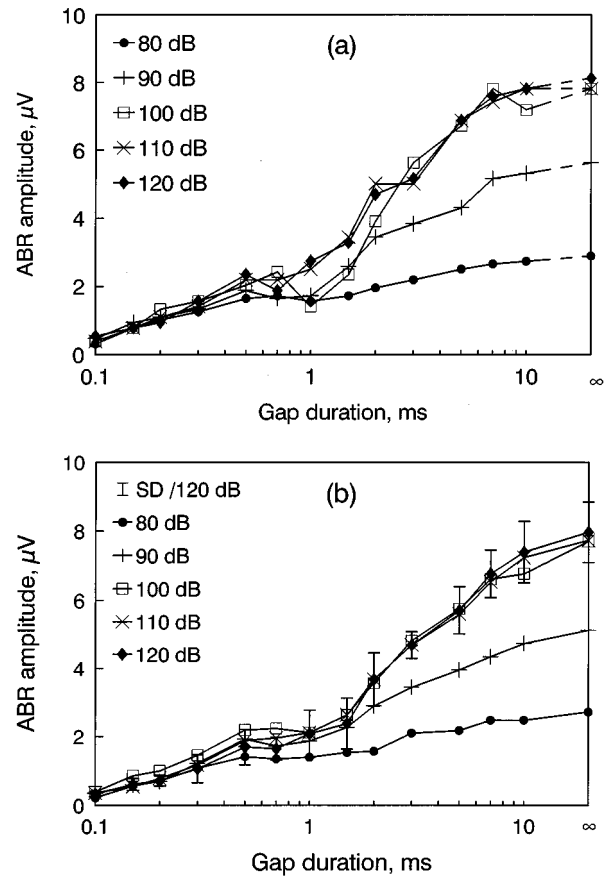 10
8
6
4
2
0
ABR amplitude, µV
(a)
80 dB
90 dB
100 dB
110 dB
120 dB
0.1 1 10 ∞
Gap duration, ms
10
8
6
4
2
0
ABR amplitude, µV
(b)
SD /120 dB
80 dB
90 dB
100 dB
110 dB
120 dB
0.1 1 10 ∞
Gap duration, ms